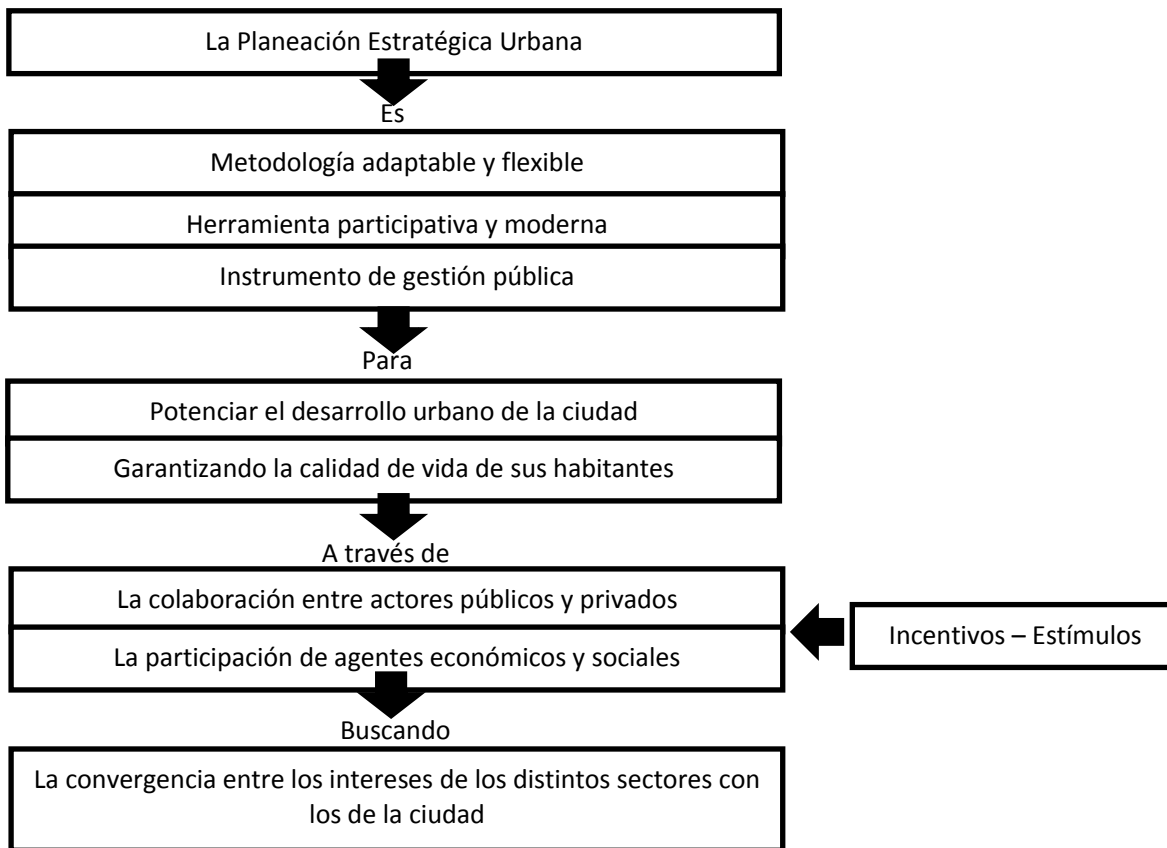 La Planeación Estratégica Urbana
Es
Metodología adaptable y flexible
Herramienta participativa y moderna
Instrumento de gestión pública
Para
Potenciar el desarrollo urbano de la ciudad
Garantizando la calidad de vida de sus habitantes
A través de
La colaboración entre actores públicos y privados
La participación de agentes económicos y sociales
Incentivos – Estímulos
Buscando
La convergencia entre los intereses de los distintos sectores con
los de la ciudad